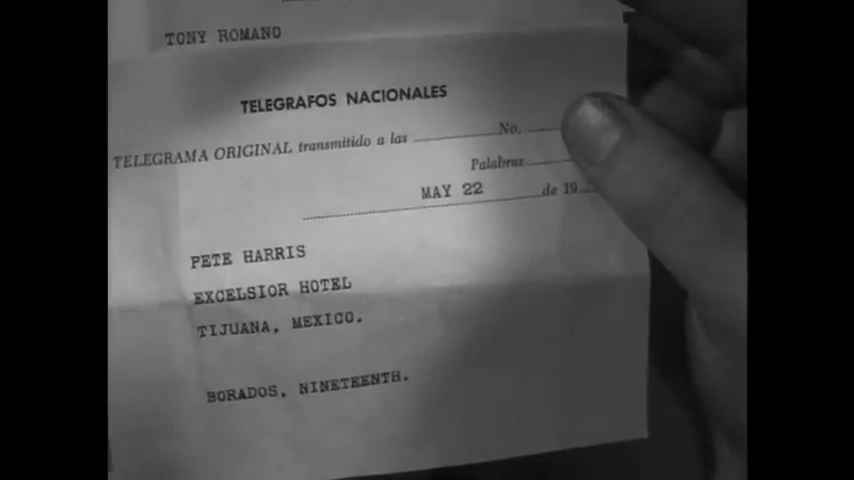 TONY ROMANO
TELEGRAFOS NACIONALES
TELEGRAMA ORIGINAL transmitido a las No.
Palabras
MAY 22 de 19
PETE HARRIS
EXCELSIOR HOTEL
TIJUANA, MEXICO.
BORADOS, NINETEENTH.